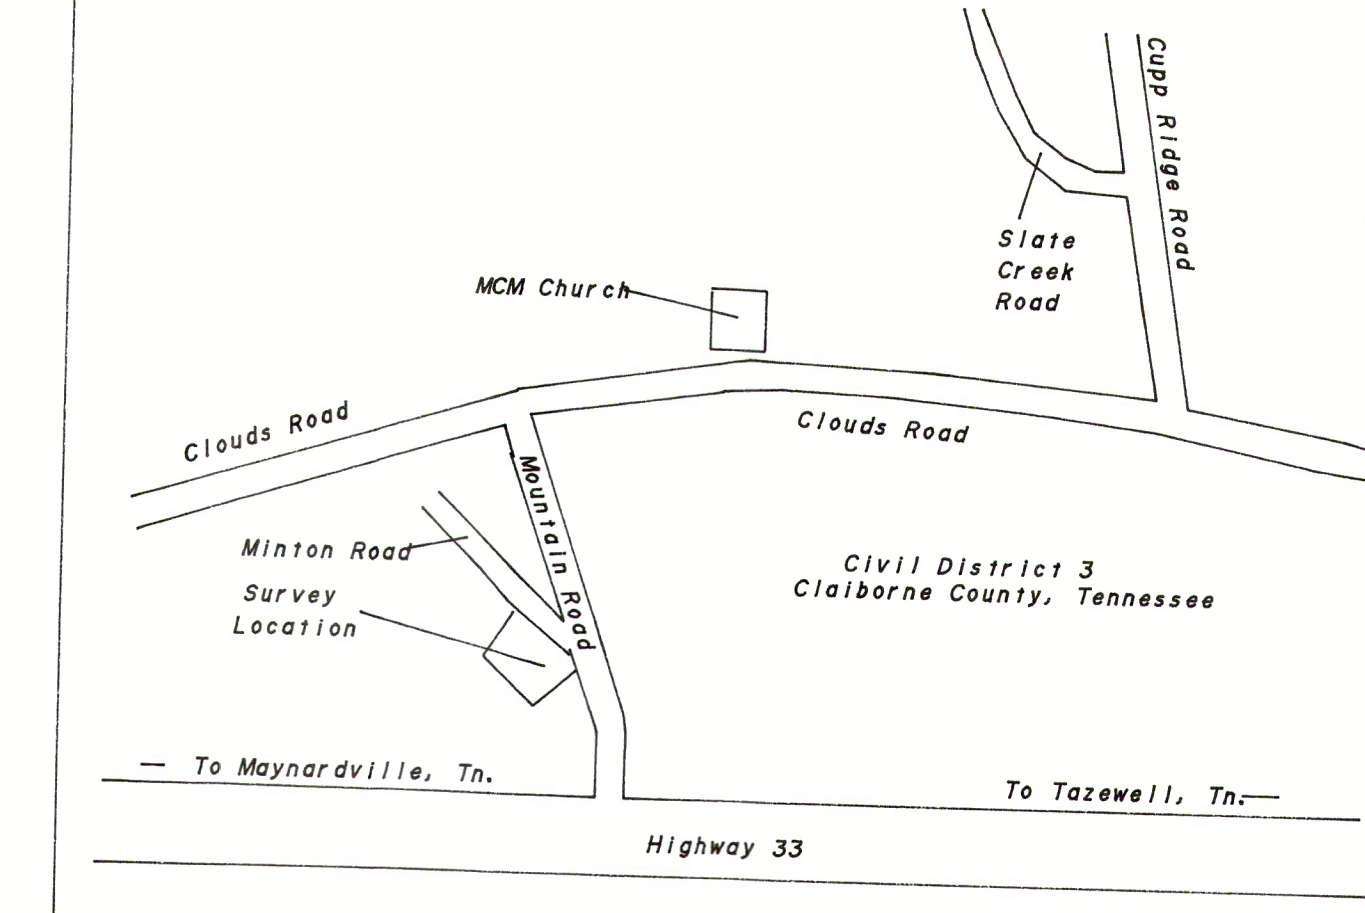 Cupp Ridge Road
Slate
Creek
Road
MCM Church
Clouds Road
Clouds Road
Mountain Road
Minton Road
Survey
Location
Civil District 3
Claiborne County, Tennessee
— To Maynardville, Tn.
To Tazewell, Tn.—
Highway 33